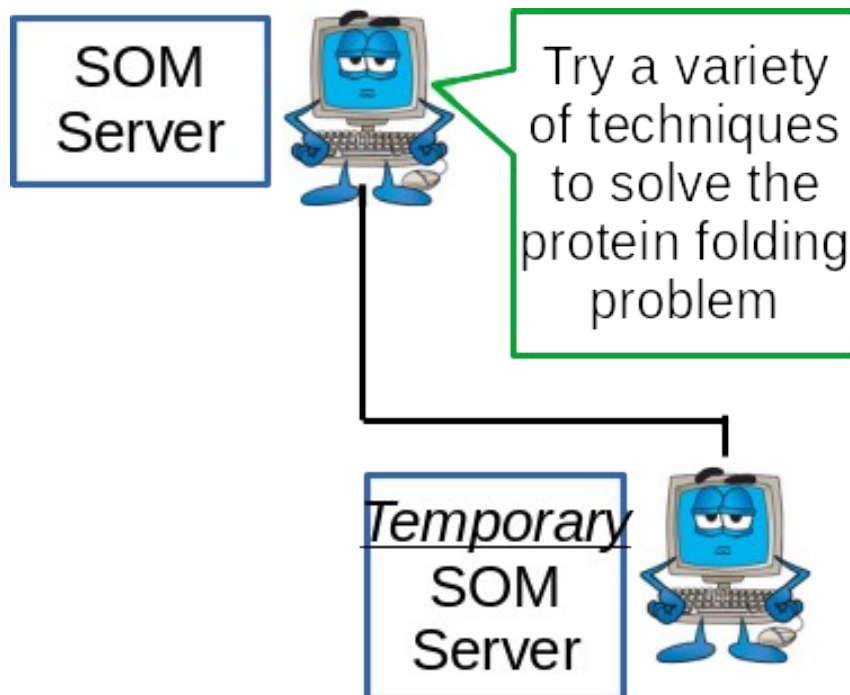 SOM
Server
Try a variety
of techniques
to solve the
protein folding
problem
Temporary
SOM
Server